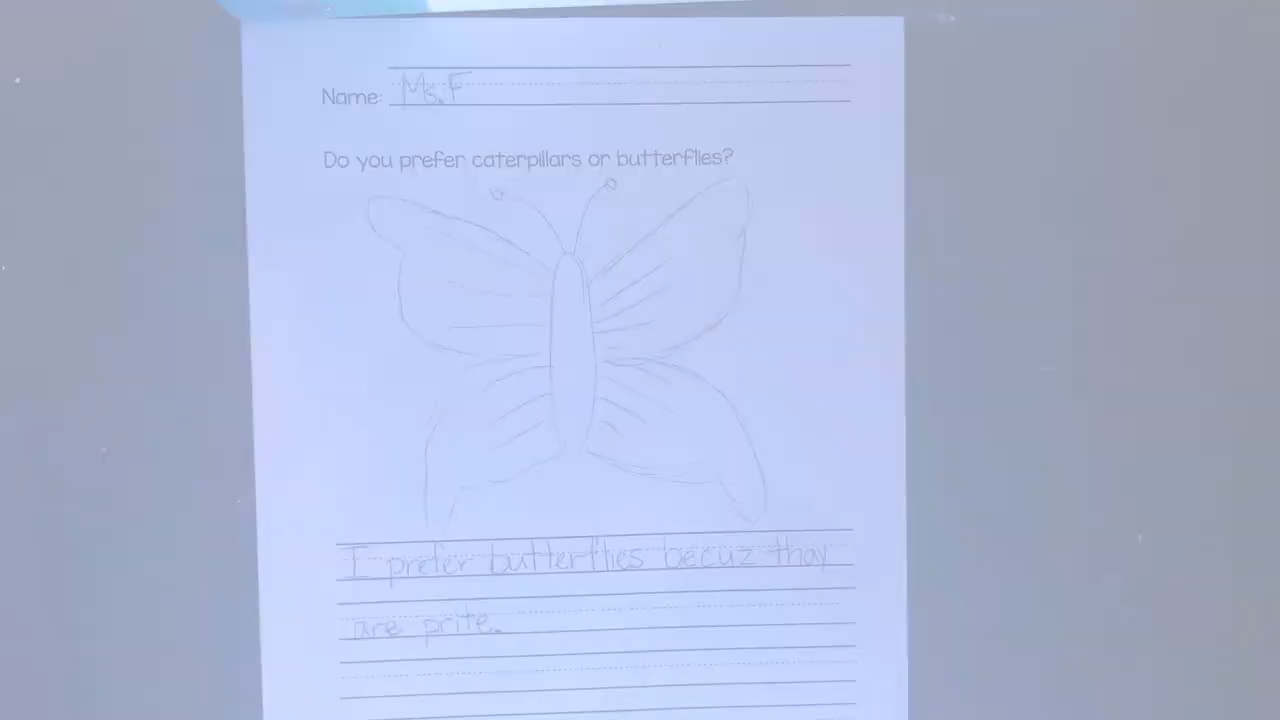 Name: Ms. F
Do you prefer caterpillars or butterflies?
I prefer butterflies becuz thay
are prite.